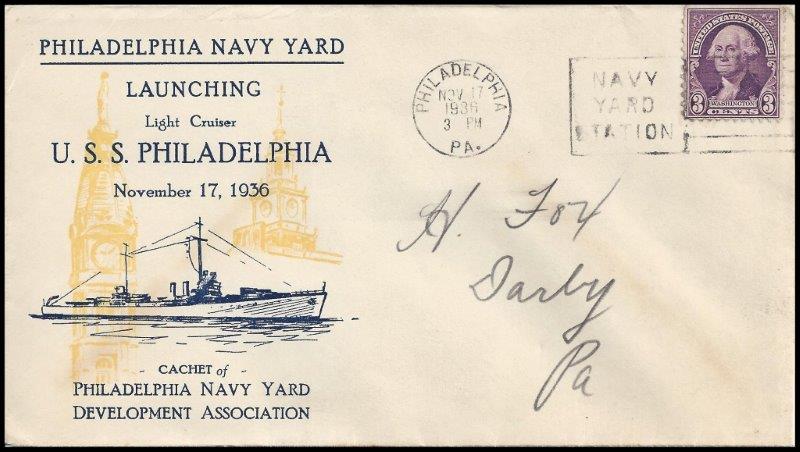 PHILADELPHIA NAVY YARD
LAUNCHING
Light Cruiser
U. S. S. PHILADELPHIA
November 17, 1936
- CACHET of -
PHILADELPHIA NAVY YARD
DEVELOPMENT ASSOCIATION
PHILADELPHIA
NOV 17
1936
3 PM
PA.
NAVY
YARD
STATION
UNITED STATES POSTAGE
3 WASHINGTON 3
CENTS
H. Fox
Darby
Pa